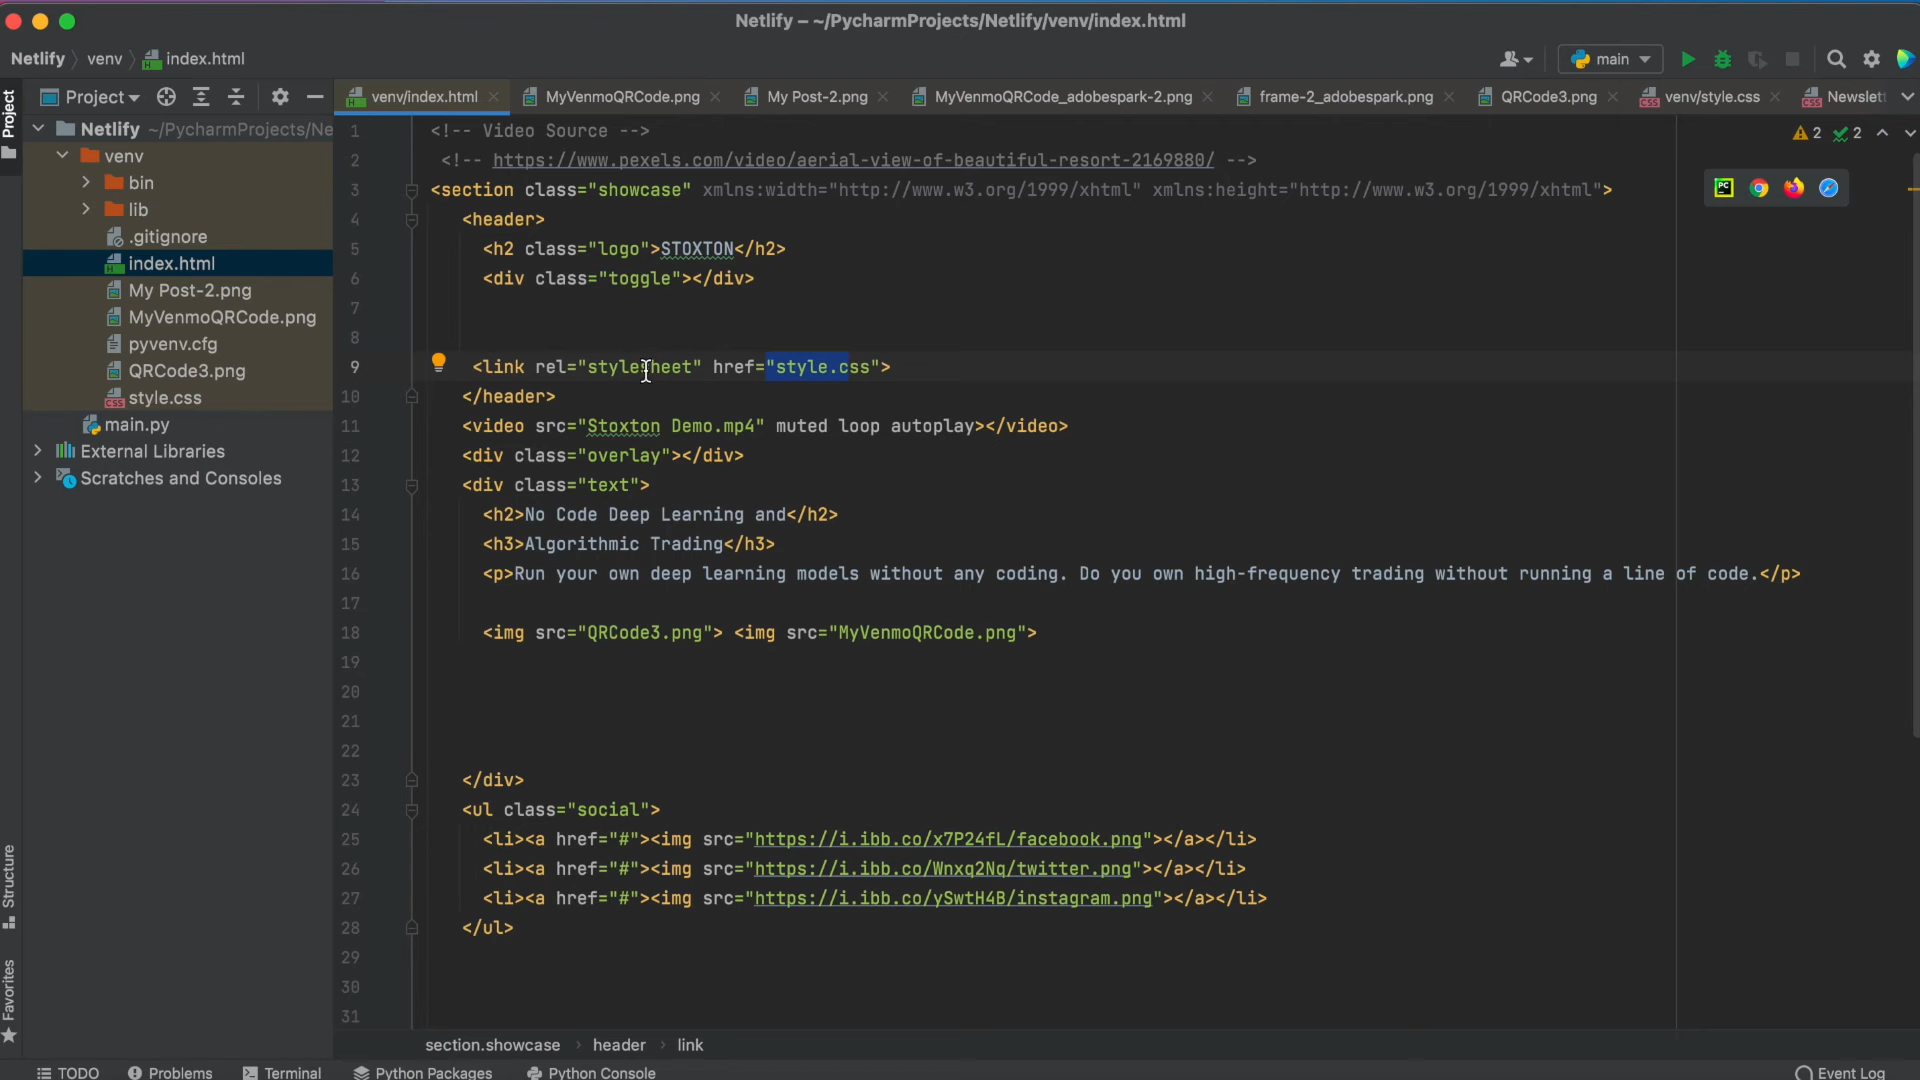 Netlify – ~/PycharmProjects/Netlify/venv/index.html
Netlify venv index.html
main
Project
venv/index.html
MyVenmoQRCode.png
My Post-2.png
MyVenmoQRCode_adobespark-2.png
frame-2_adobespark.png
QRCode3.png
venv/style.css
Newslett
Project
Netlify ~/PycharmProjects/Ne
venv
bin
lib
.gitignore
index.html
My Post-2.png
MyVenmoQRCode.png
pyvenv.cfg
QRCode3.png
style.css
main.py
External Libraries
Scratches and Consoles
Structure
Favorites
2 2
PC
1 <!-- Video Source -->
2 <!-- https://www.pexels.com/video/aerial-view-of-beautiful-resort-2169880/ -->
3 <section class="showcase" xmlns:width="http://www.w3.org/1999/xhtml" xmlns:height="http://www.w3.org/1999/xhtml">
4 <header>
5 <h2 class="logo">STOXTON</h2>
6 <div class="toggle"></div>
7
8
9 <link rel="stylesheet" href="style.css">
10 </header>
11 <video src="Stoxton Demo.mp4" muted loop autoplay></video>
12 <div class="overlay"></div>
13 <div class="text">
14 <h2>No Code Deep Learning and</h2>
15 <h3>Algorithmic Trading</h3>
16 <p>Run your own deep learning models without any coding. Do you own high-frequency trading without running a line of code.</p>
17
18 <img src="QRCode3.png"> <img src="MyVenmoQRCode.png">
19
20
21
22
23 </div>
24 <ul class="social">
25 <li><a href="#"><img src="https://i.ibb.co/x7P24fL/facebook.png"></a></li>
26 <li><a href="#"><img src="https://i.ibb.co/Wnxq2Nq/twitter.png"></a></li>
27 <li><a href="#"><img src="https://i.ibb.co/ySwtH4B/instagram.png"></a></li>
28 </ul>
29
30
31
section.showcase header link
TODO Problems Terminal Python Packages Python Console Event Log